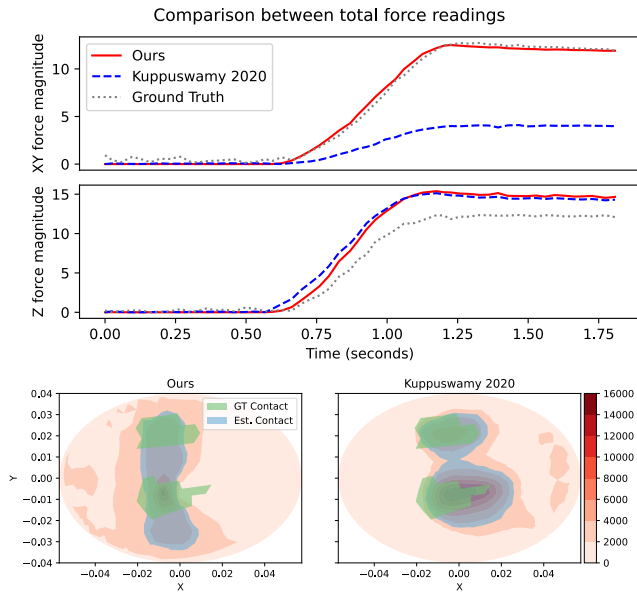 Comparison between total force readings
XY force magnitude
10
5
0
Ours
Kuppuswamy 2020
Ground Truth
Z force magnitude
15
10
5
0
0.00 0.25 0.50 0.75 1.00 1.25 1.50 1.75
Time (seconds)
Ours
Y
0.04
0.03
0.02
0.01
0.00
−0.01
−0.02
−0.03
−0.04
GT Contact
Est. Contact
−0.04 −0.02 0.00 0.02 0.04
X
Kuppuswamy 2020
−0.04 −0.02 0.00 0.02 0.04
X
16000
14000
12000
10000
8000
6000
4000
2000
0